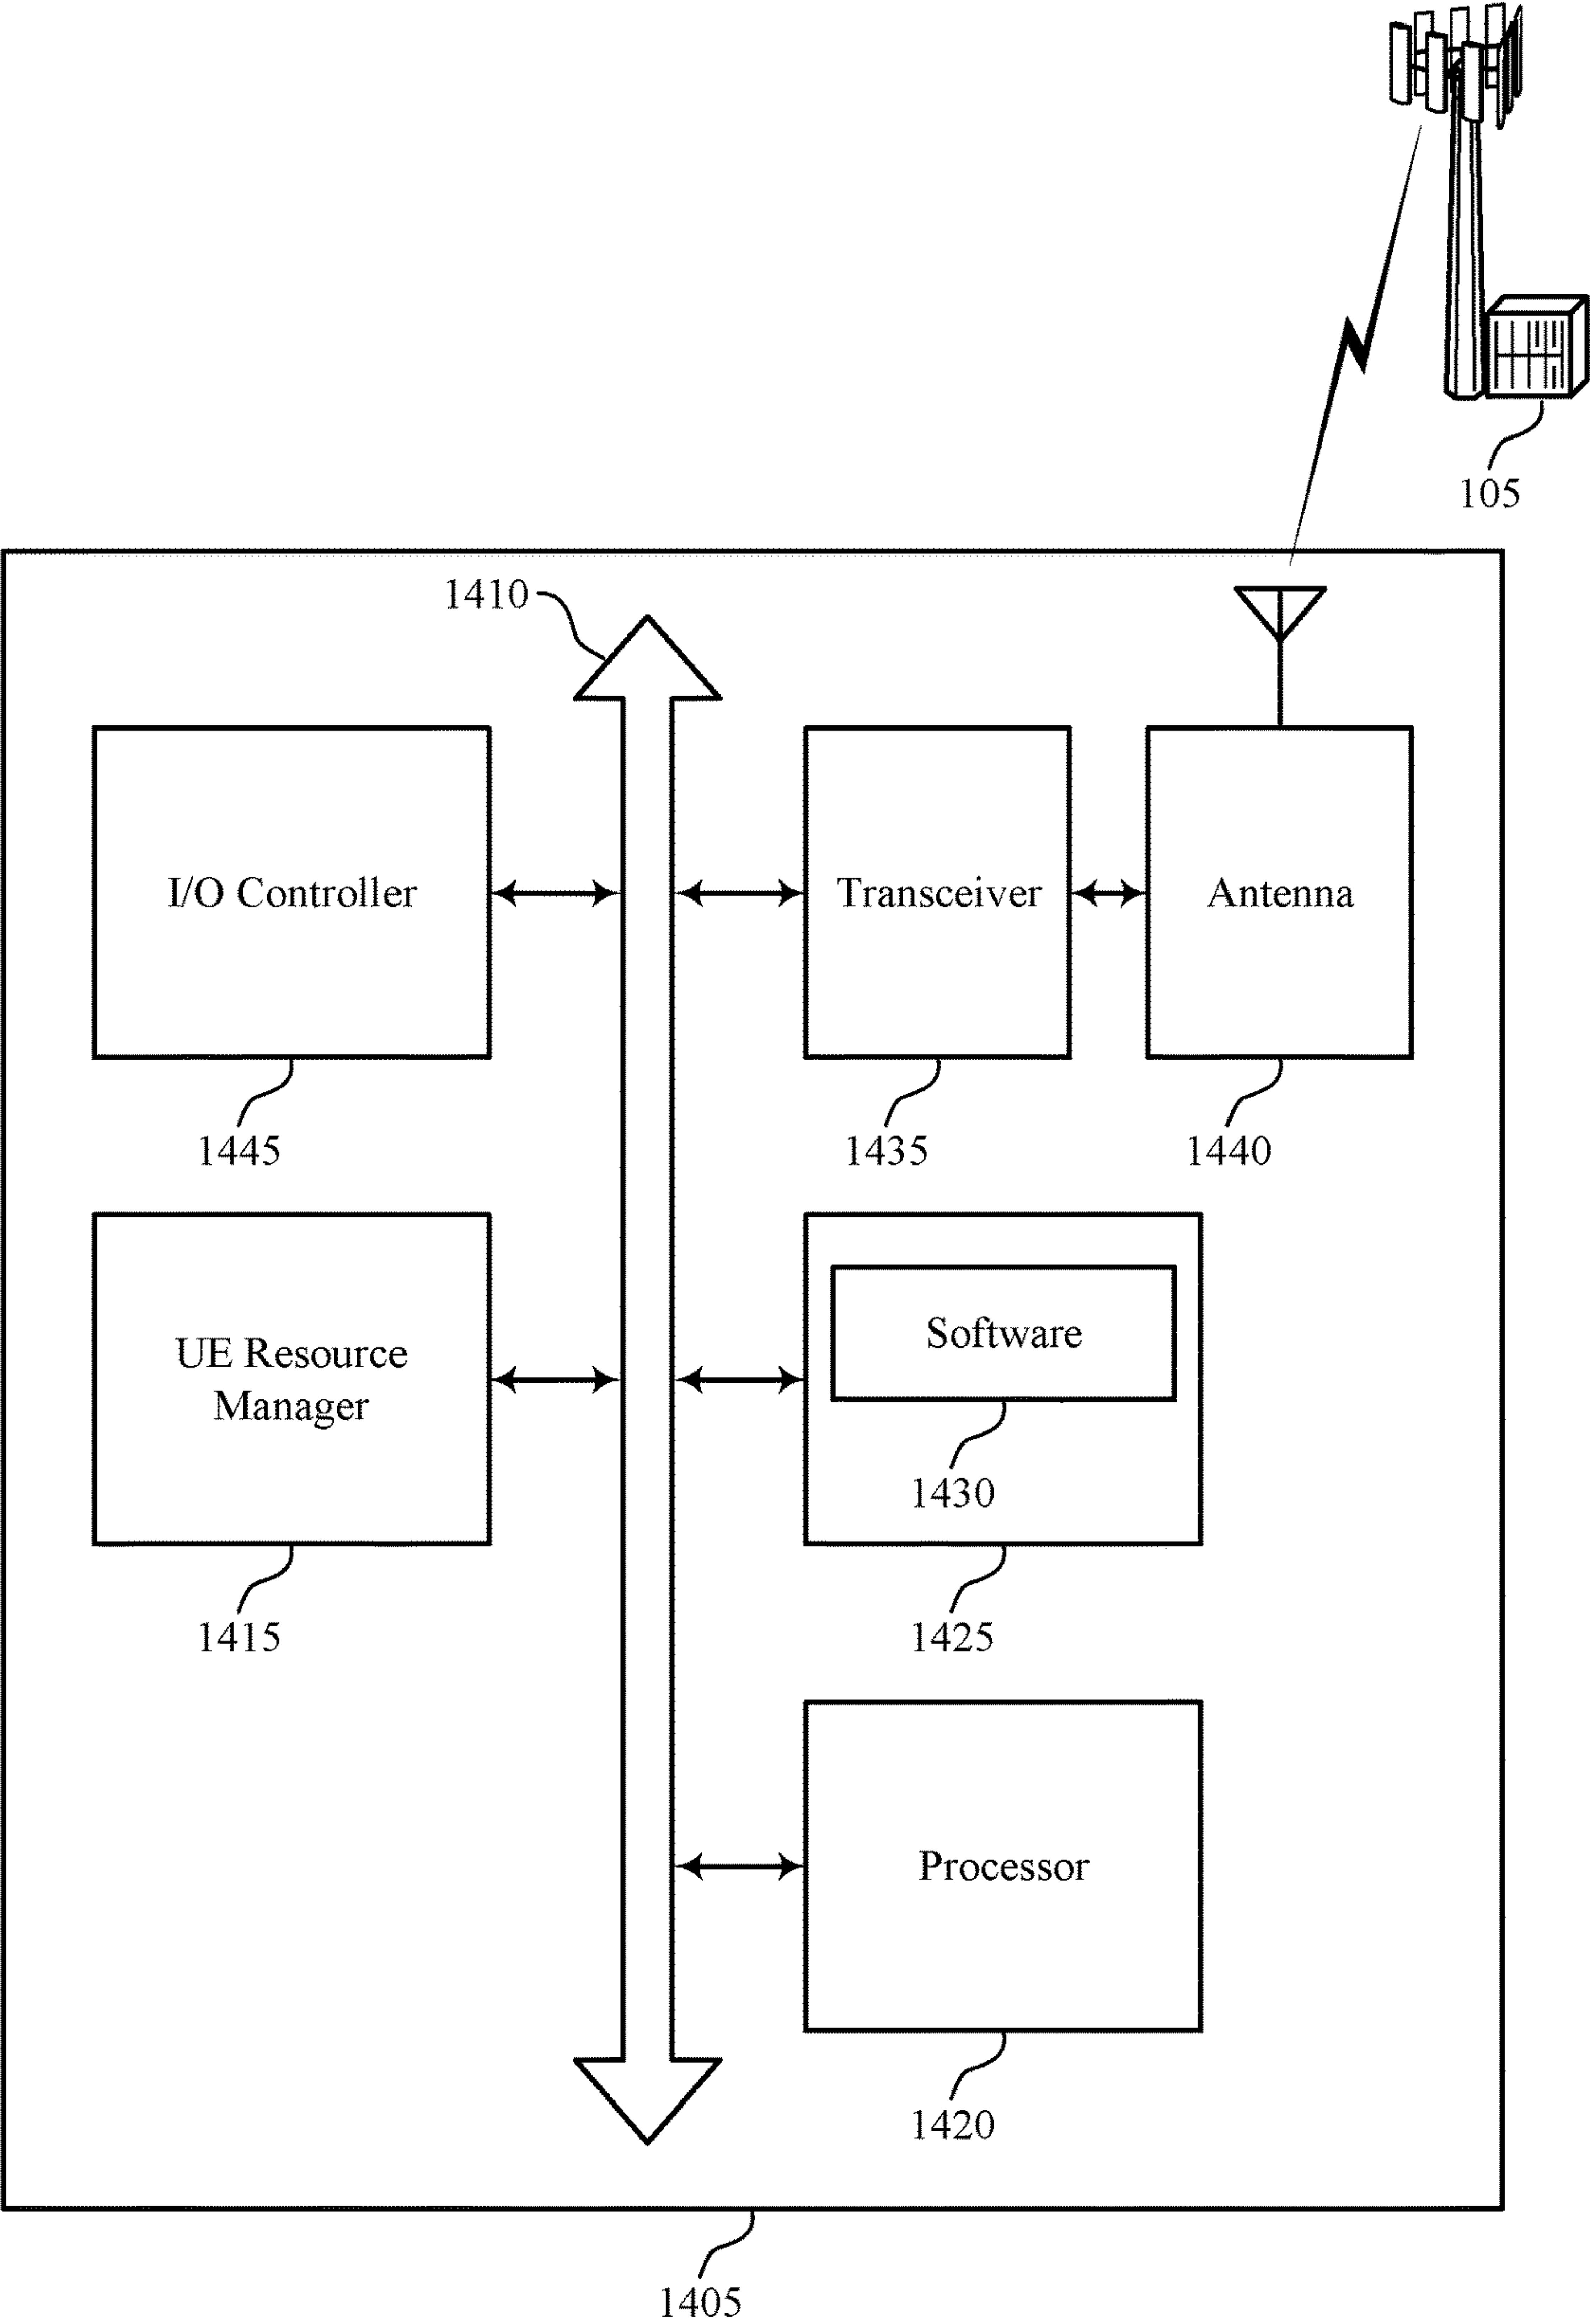 105
1410
I/O Controller
Transceiver
Antenna
1445
1435
1440
UE Resource
Manager
Software
1430
1415
1425
Processor
1420
1405